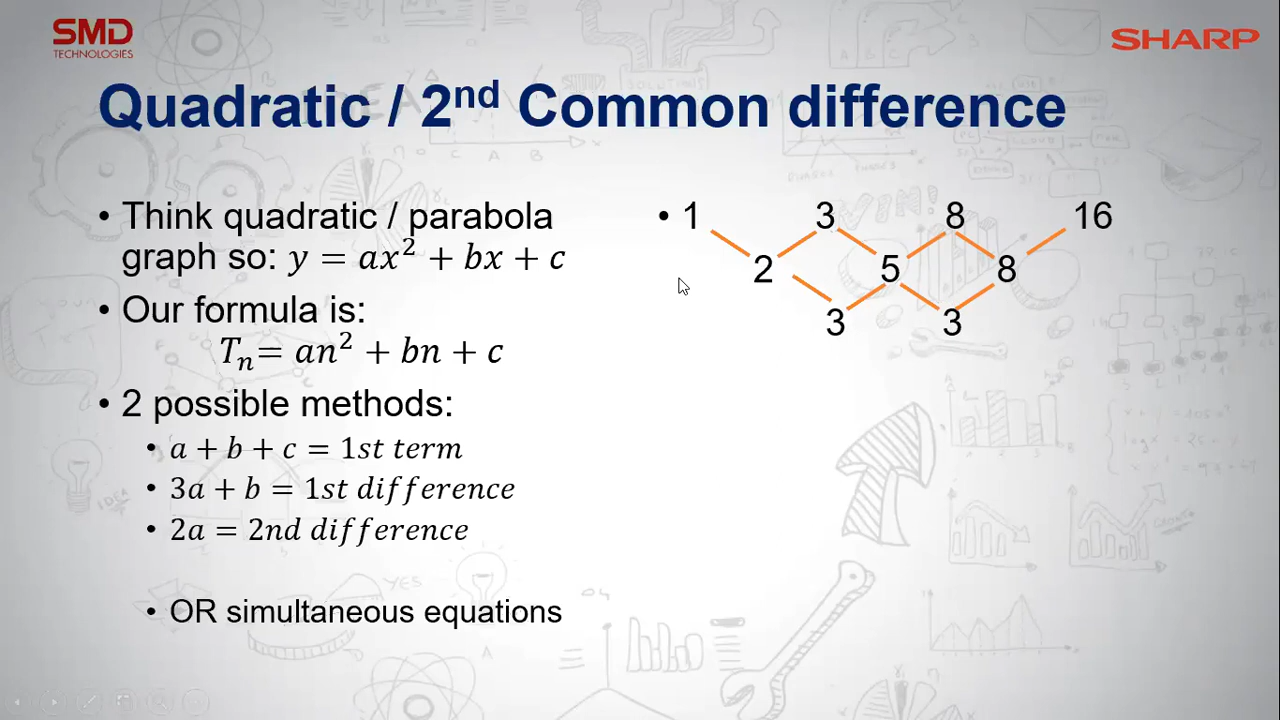 SMD
TECHNOLOGIES
SHARP
Quadratic / 2nd Common difference
• Think quadratic / parabola
graph so: y = ax² + bx + c
• Our formula is:
Tₙ= an² + bn + c
• 2 possible methods:
• a + b + c = 1st term
• 3a + b = 1st difference
• 2a = 2nd difference
• OR simultaneous equations
• 1 3 8 16
2 5 8
3 3